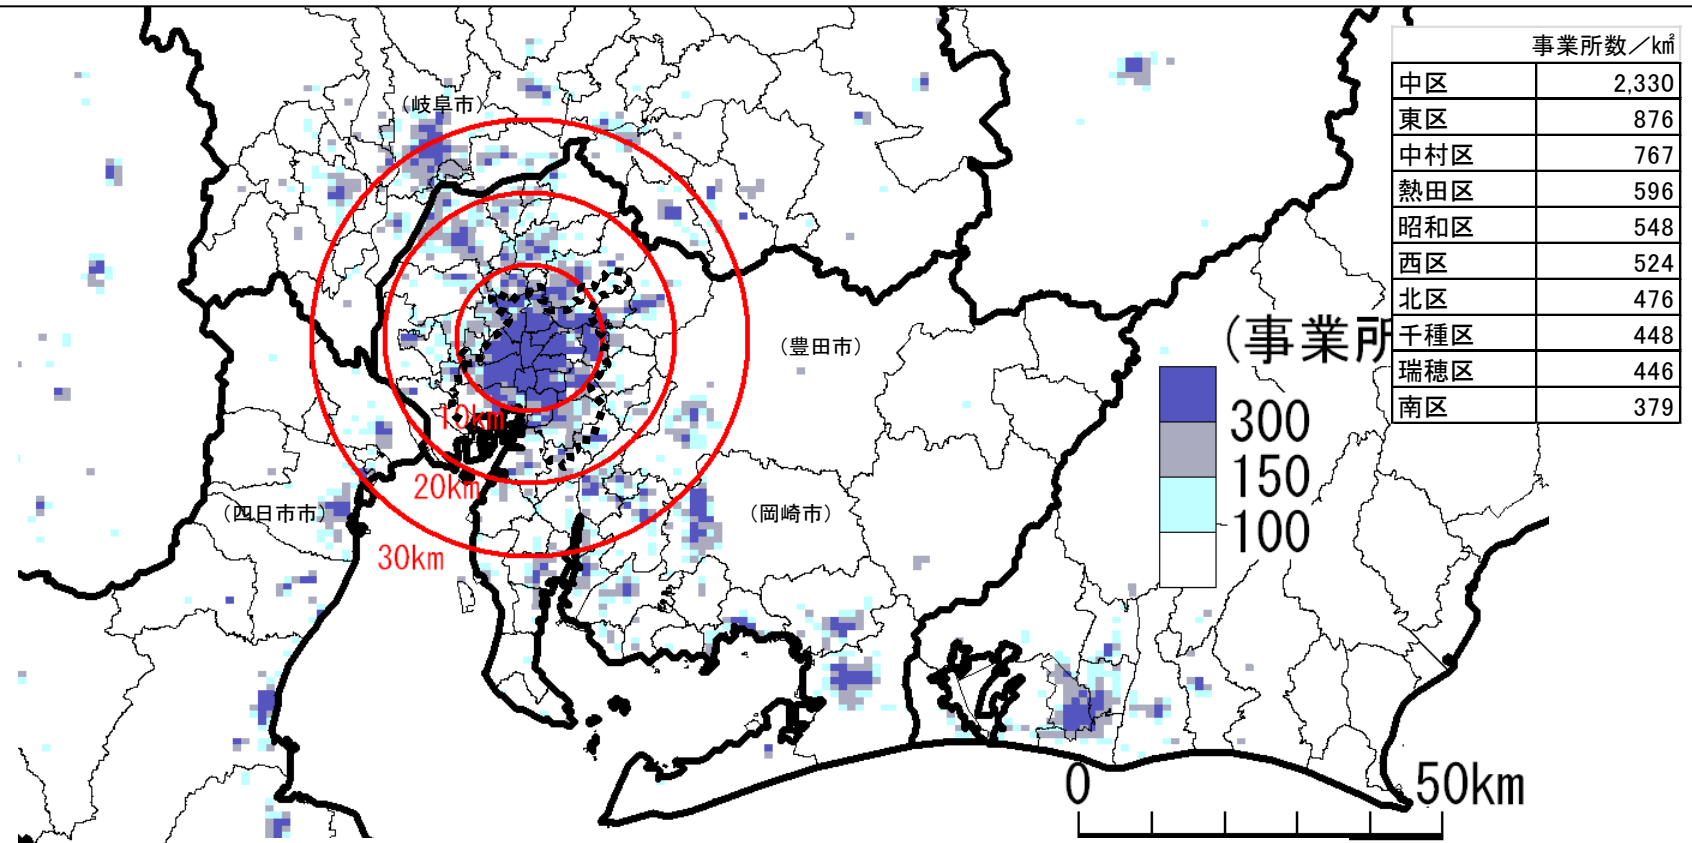 事業所数／㎢
中区 2,330
東区 876
中村区 767
熱田区 596
昭和区 548
西区 524
北区 476
千種区 448
瑞穂区 446
南区 379
（岐阜市）
（豊田市）
（四日市市）
（岡崎市）
10km
20km
30km
（事業所
300
150
100
0 50km